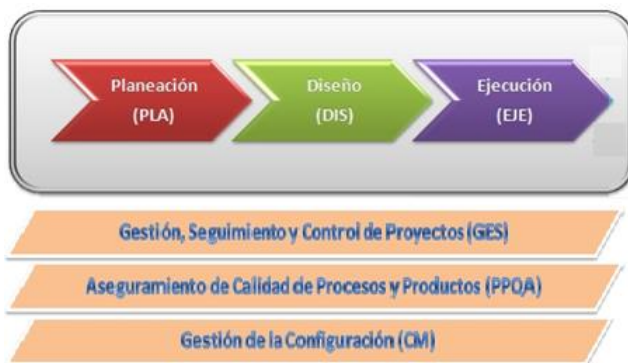 Planeación
(PLA)
Diseño
(DIS)
Ejecución
(EJE)
Gestión, Seguimiento y Control de Proyectos (GES)
Aseguramiento de Calidad de Procesos y Productos (PPQA)
Gestión de la Configuración (CM)